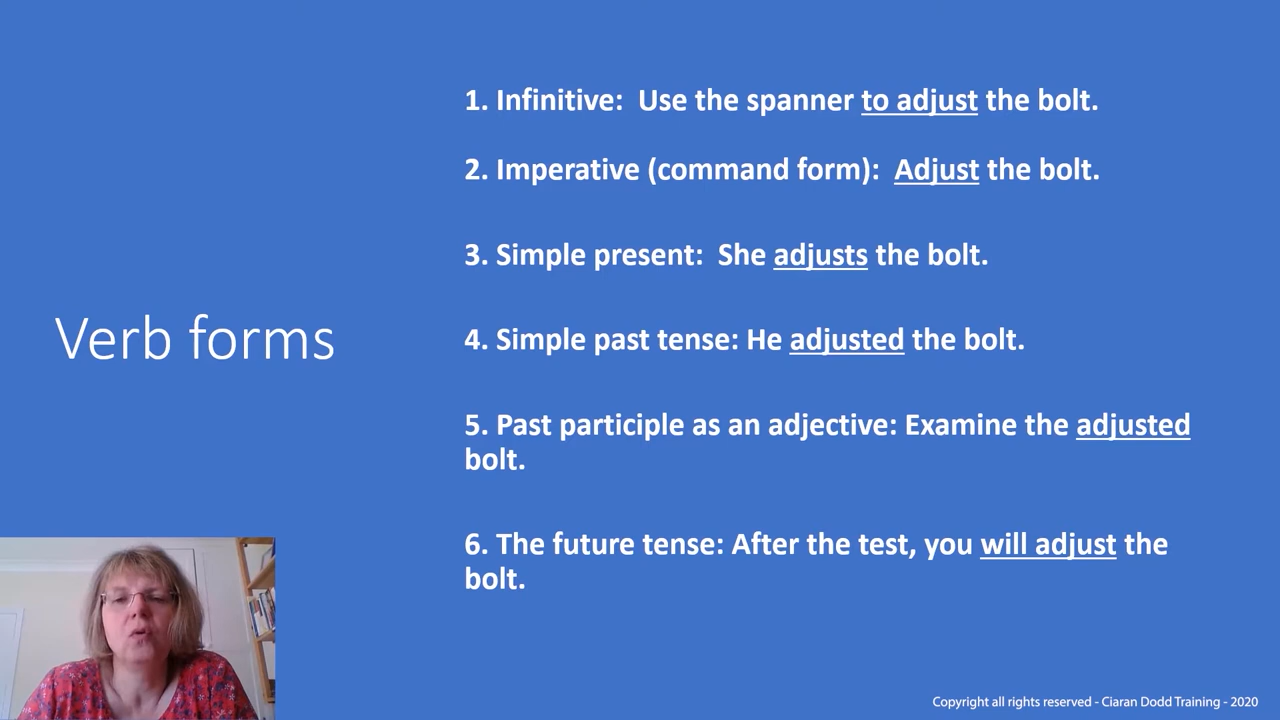 1. Infinitive: Use the spanner to adjust the bolt.
2. Imperative (command form): Adjust the bolt.
3. Simple present: She adjusts the bolt.
Verb forms
4. Simple past tense: He adjusted the bolt.
5. Past participle as an adjective: Examine the adjusted
bolt.
6. The future tense: After the test, you will adjust the
bolt.
Copyright all rights reserved - Ciaran Dodd Training - 2020